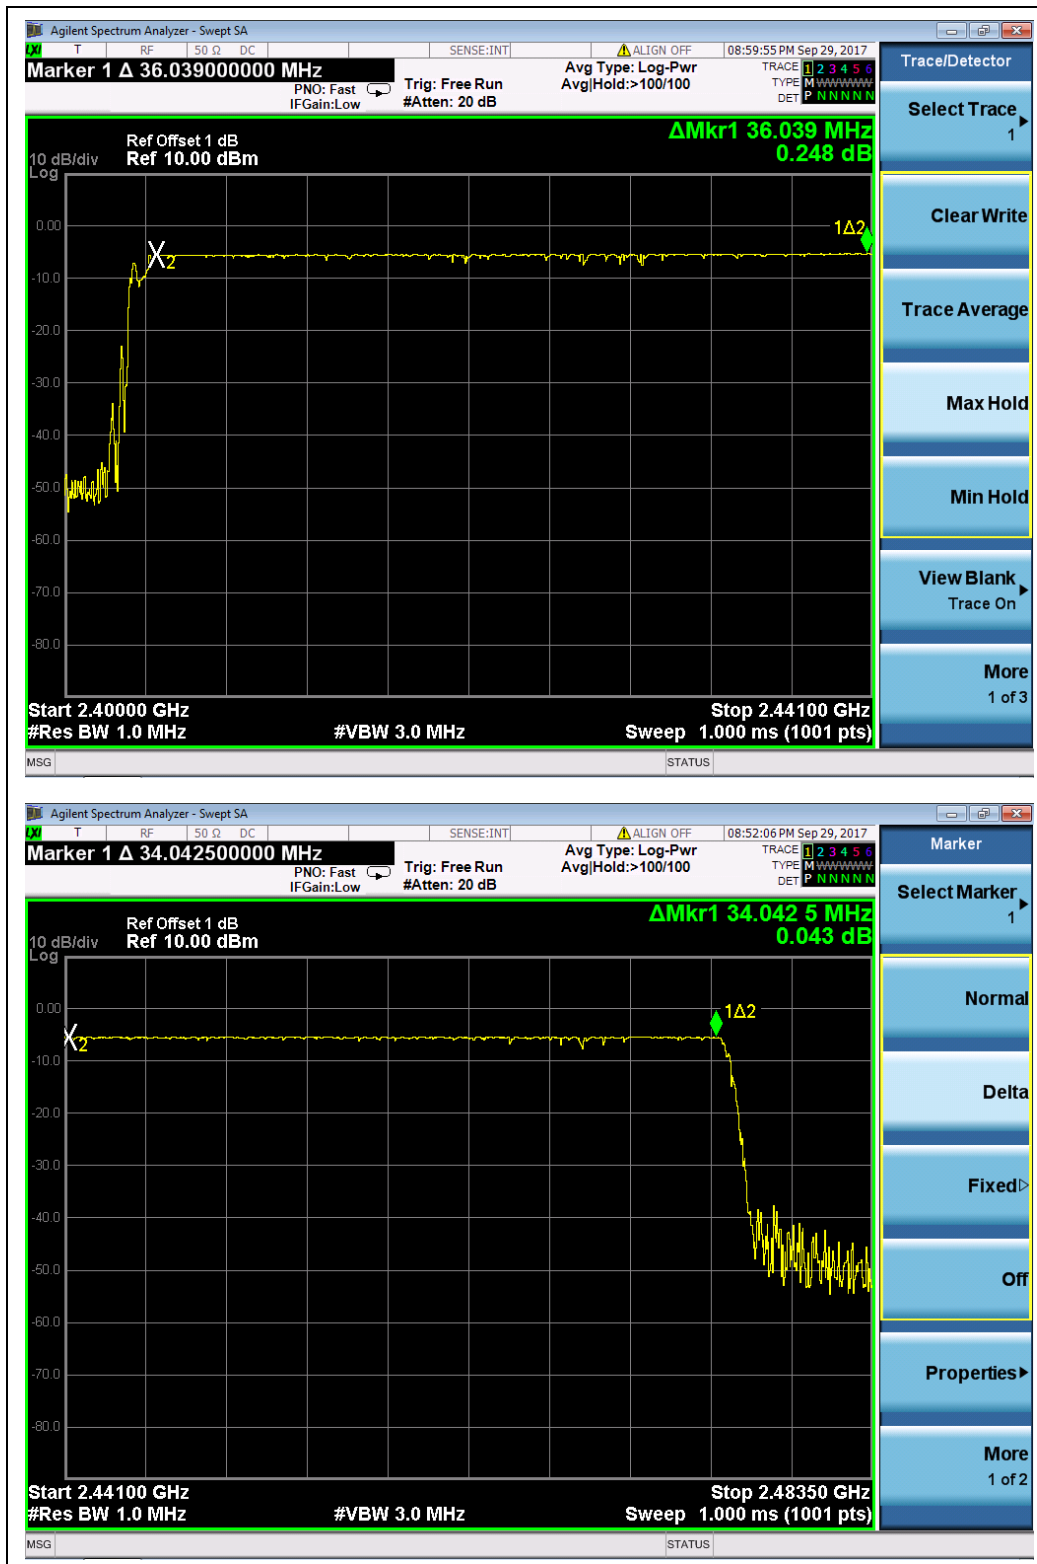 Agilent Spectrum Analyzer - Swept SA
LXI T RF 50 Ω DC SENSE:INT ALIGN OFF 08:59:55 PM Sep 29, 2017
Marker 1 Δ 36.039000000 MHz
PNO: Fast
IFGain:Low
Trig: Free Run
#Atten: 20 dB
Avg Type: Log-Pwr
Avg|Hold:>100/100
TRACE 1 2 3 4 5 6
TYPE M WWWWW
DET P N N N N N
ΔMkr1 36.039 MHz
0.248 dB
Ref Offset 1 dB
10 dB/div Ref 10.00 dBm
Log
0.00
-10.0
-20.0
-30.0
-40.0
-50.0
-60.0
-70.0
-80.0
1Δ2
X2
Start 2.40000 GHz Stop 2.44100 GHz
#Res BW 1.0 MHz #VBW 3.0 MHz Sweep 1.000 ms (1001 pts)
MSG STATUS
Trace/Detector
Select Trace
1
Clear Write
Trace Average
Max Hold
Min Hold
View Blank
Trace On
More
1 of 3
Agilent Spectrum Analyzer - Swept SA
LXI T RF 50 Ω DC SENSE:INT ALIGN OFF 08:52:06 PM Sep 29, 2017
Marker 1 Δ 34.042500000 MHz
PNO: Fast
IFGain:Low
Trig: Free Run
#Atten: 20 dB
Avg Type: Log-Pwr
Avg|Hold:>100/100
TRACE 1 2 3 4 5 6
TYPE M WWWWW
DET P N N N N N
ΔMkr1 34.042 5 MHz
0.043 dB
Ref Offset 1 dB
10 dB/div Ref 10.00 dBm
Log
0.00
-10.0
-20.0
-30.0
-40.0
-50.0
-60.0
-70.0
-80.0
1Δ2
X2
Start 2.44100 GHz Stop 2.48350 GHz
#Res BW 1.0 MHz #VBW 3.0 MHz Sweep 1.000 ms (1001 pts)
MSG STATUS
Marker
Select Marker
1
Normal
Delta
Fixed
Off
Properties
More
1 of 2